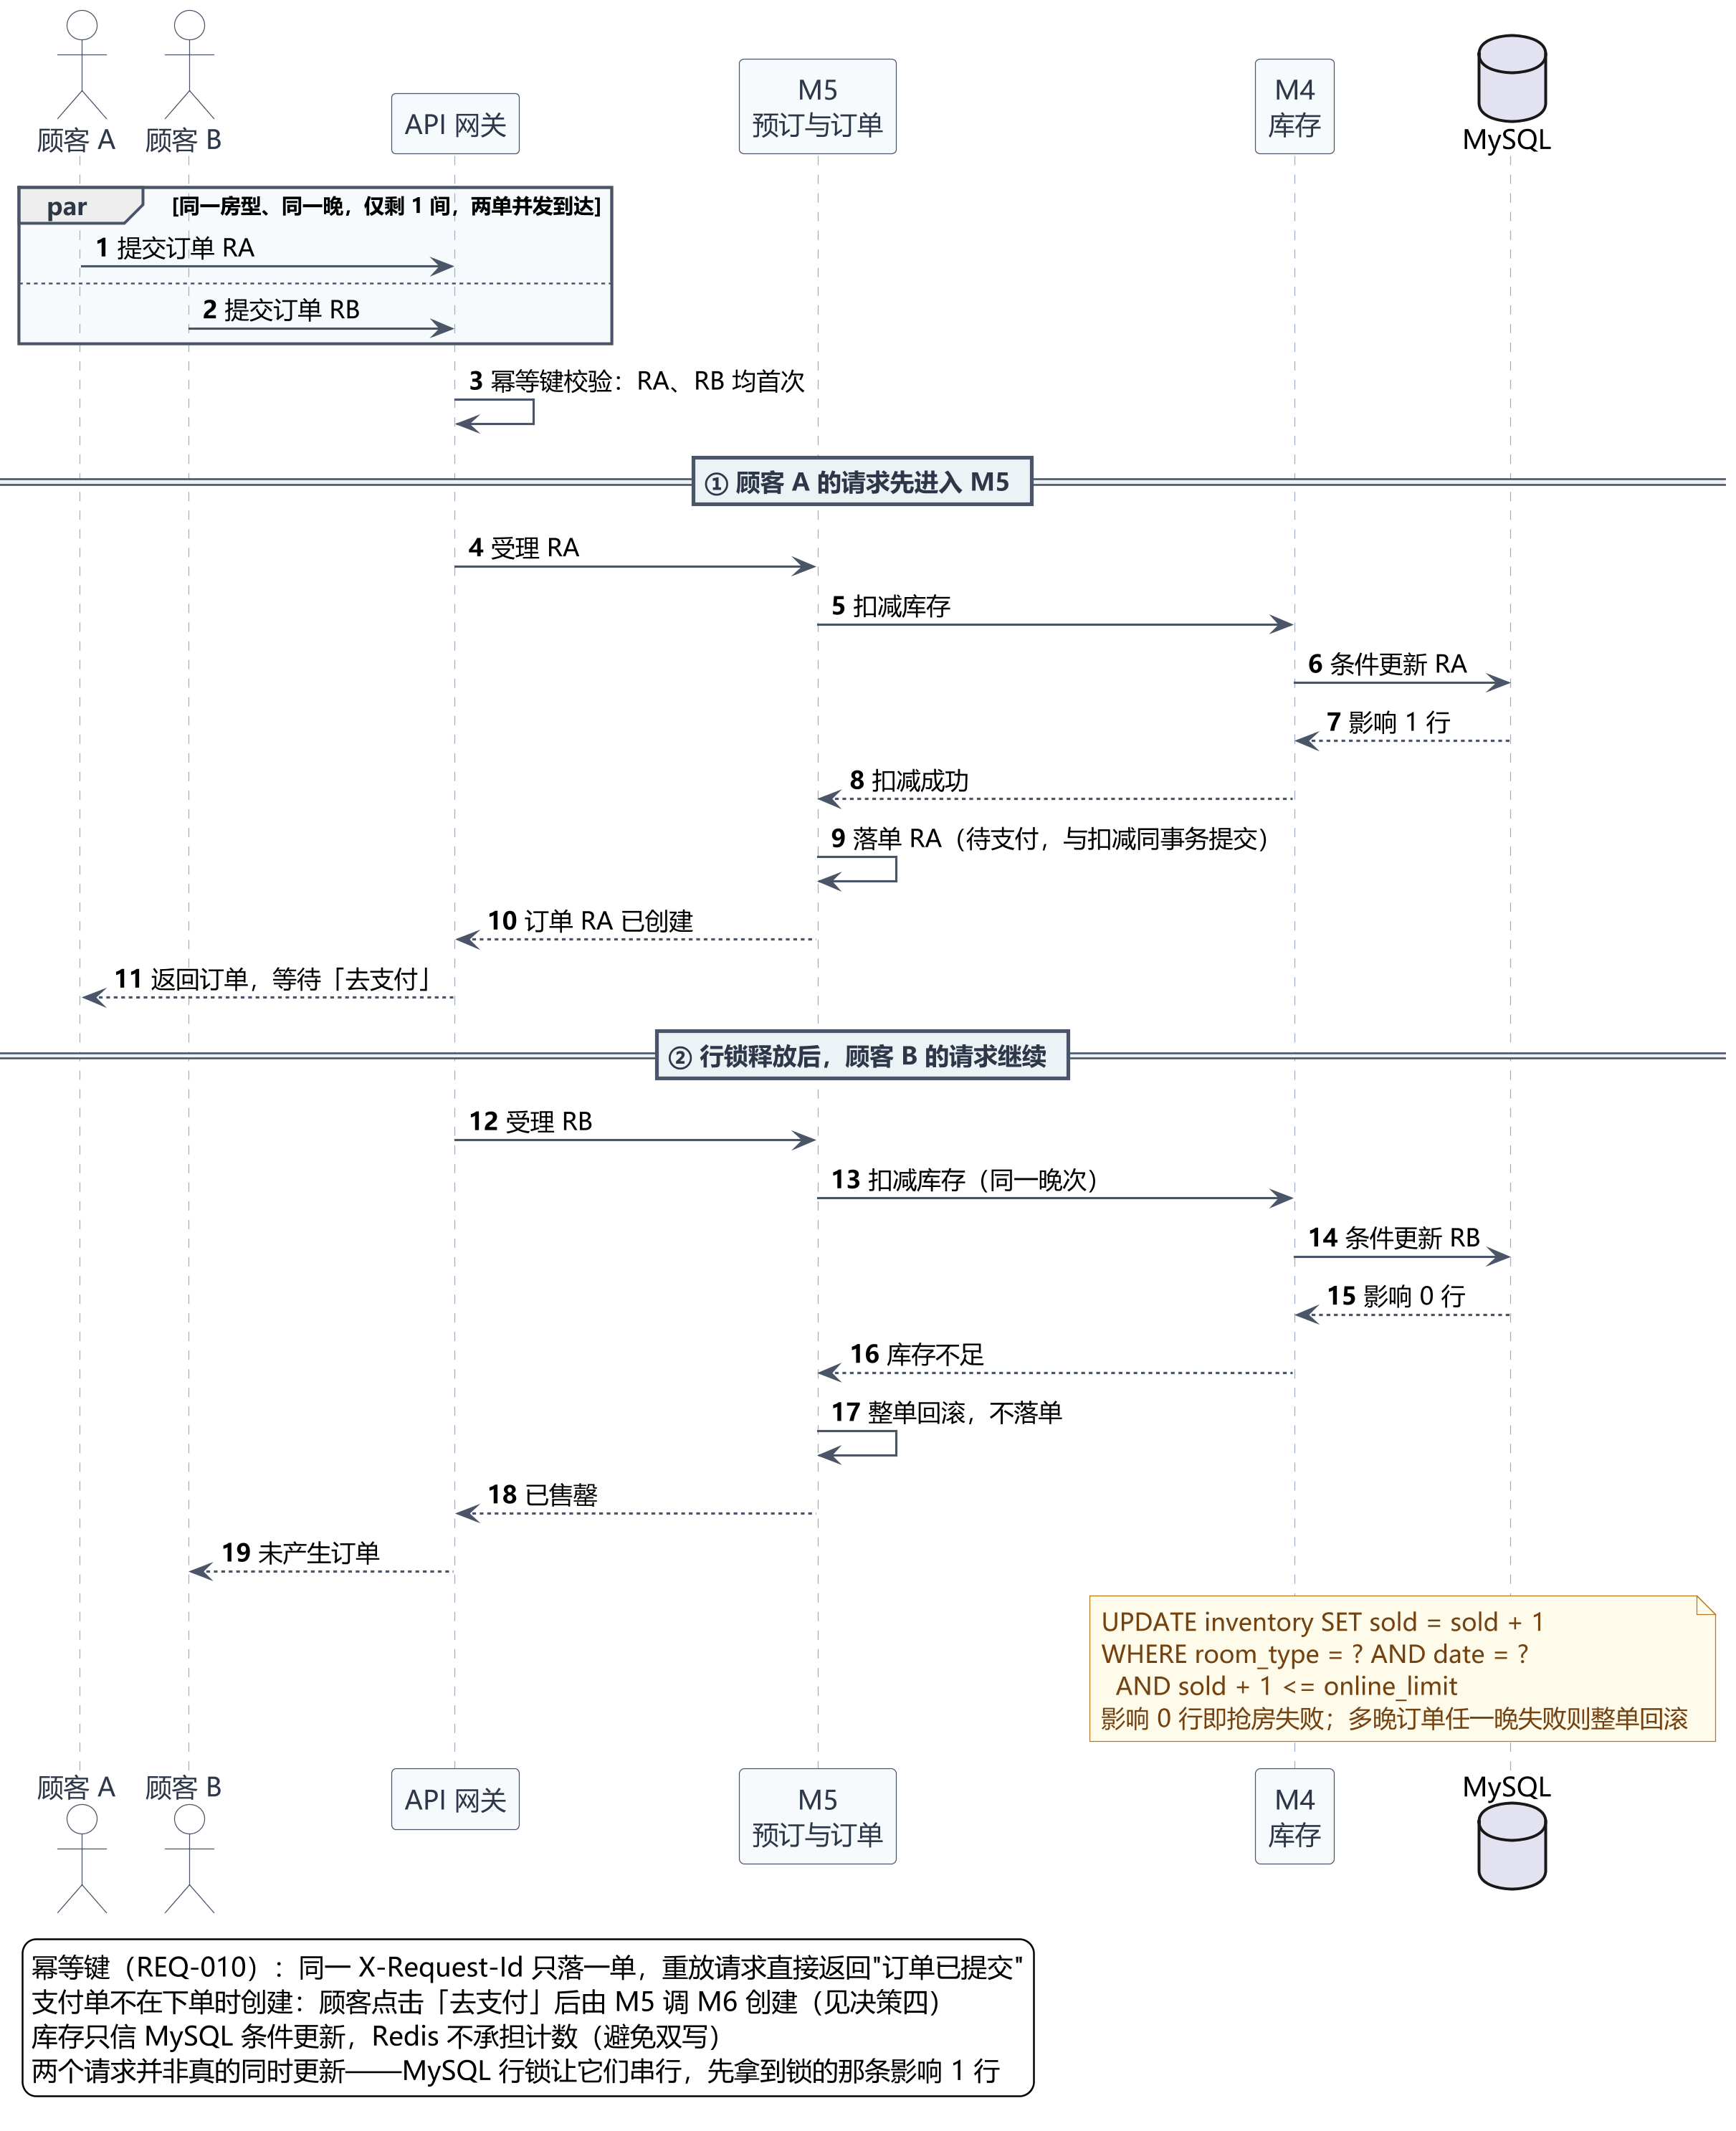 顾客 A
顾客 B
API 网关
M5
预订与订单
M4
库存
MySQL
par
[同一房型、同一晚，仅剩 1 间，两单并发到达]
1 提交订单 RA
2 提交订单 RB
3 幂等键校验：RA、RB 均首次
① 顾客 A 的请求先进入 M5
4 受理 RA
5 扣减库存
6 条件更新 RA
7 影响 1 行
8 扣减成功
9 落单 RA（待支付，与扣减同事务提交）
10 订单 RA 已创建
11 返回订单，等待「去支付」
② 行锁释放后，顾客 B 的请求继续
12 受理 RB
13 扣减库存（同一晚次）
14 条件更新 RB
15 影响 0 行
16 库存不足
17 整单回滚，不落单
18 已售罄
19 未产生订单
UPDATE inventory SET sold = sold + 1
WHERE room_type = ? AND date = ?
AND sold + 1 <= online_limit
影响 0 行即抢房失败；多晚订单任一晚失败则整单回滚
顾客 A
顾客 B
API 网关
M5
预订与订单
M4
库存
MySQL
幂等键（REQ-010）：同一 X-Request-Id 只落一单，重放请求直接返回"订单已提交"
支付单不在下单时创建：顾客点击「去支付」后由 M5 调 M6 创建（见决策四）
库存只信 MySQL 条件更新，Redis 不承担计数（避免双写）
两个请求并非真的同时更新——MySQL 行锁让它们串行，先拿到锁的那条影响 1 行